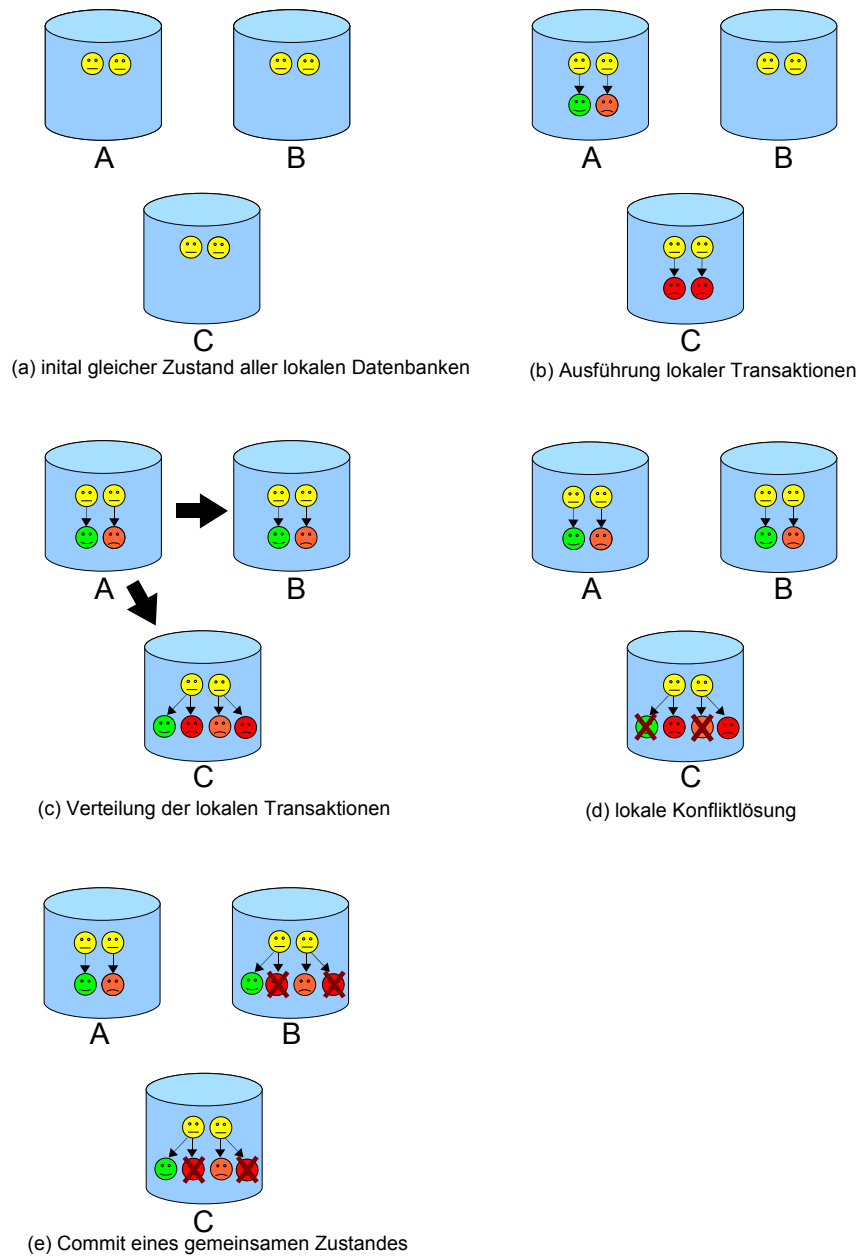 A
B
C
(a) inital gleicher Zustand aller lokalen Datenbanken
A
B
C
(b) Ausführung lokaler Transaktionen
A
B
C
(c) Verteilung der lokalen Transaktionen
A
B
C
(d) lokale Konfliktlösung
A
B
C
(e) Commit eines gemeinsamen Zustandes